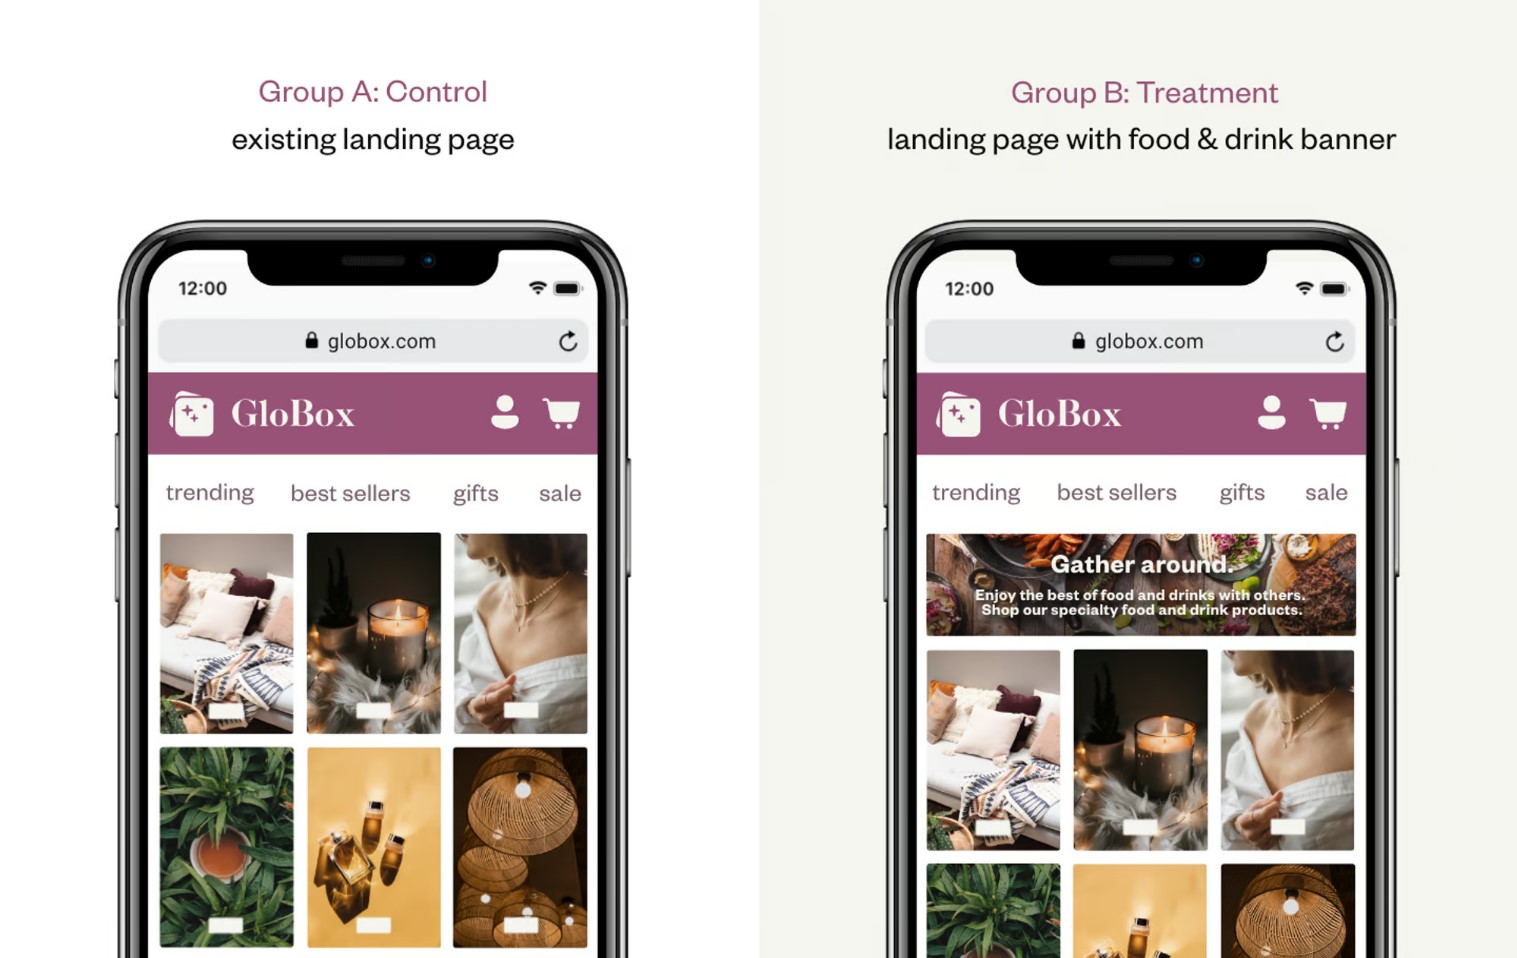 Group A: Control
existing landing page
12:00
globox.com
GloBox
trending best sellers gifts sale
Group B: Treatment
landing page with food & drink banner
12:00
globox.com
GloBox
trending best sellers gifts sale
Gather around.
Enjoy the best of food and drinks with others.
Shop our specialty food and drink products.